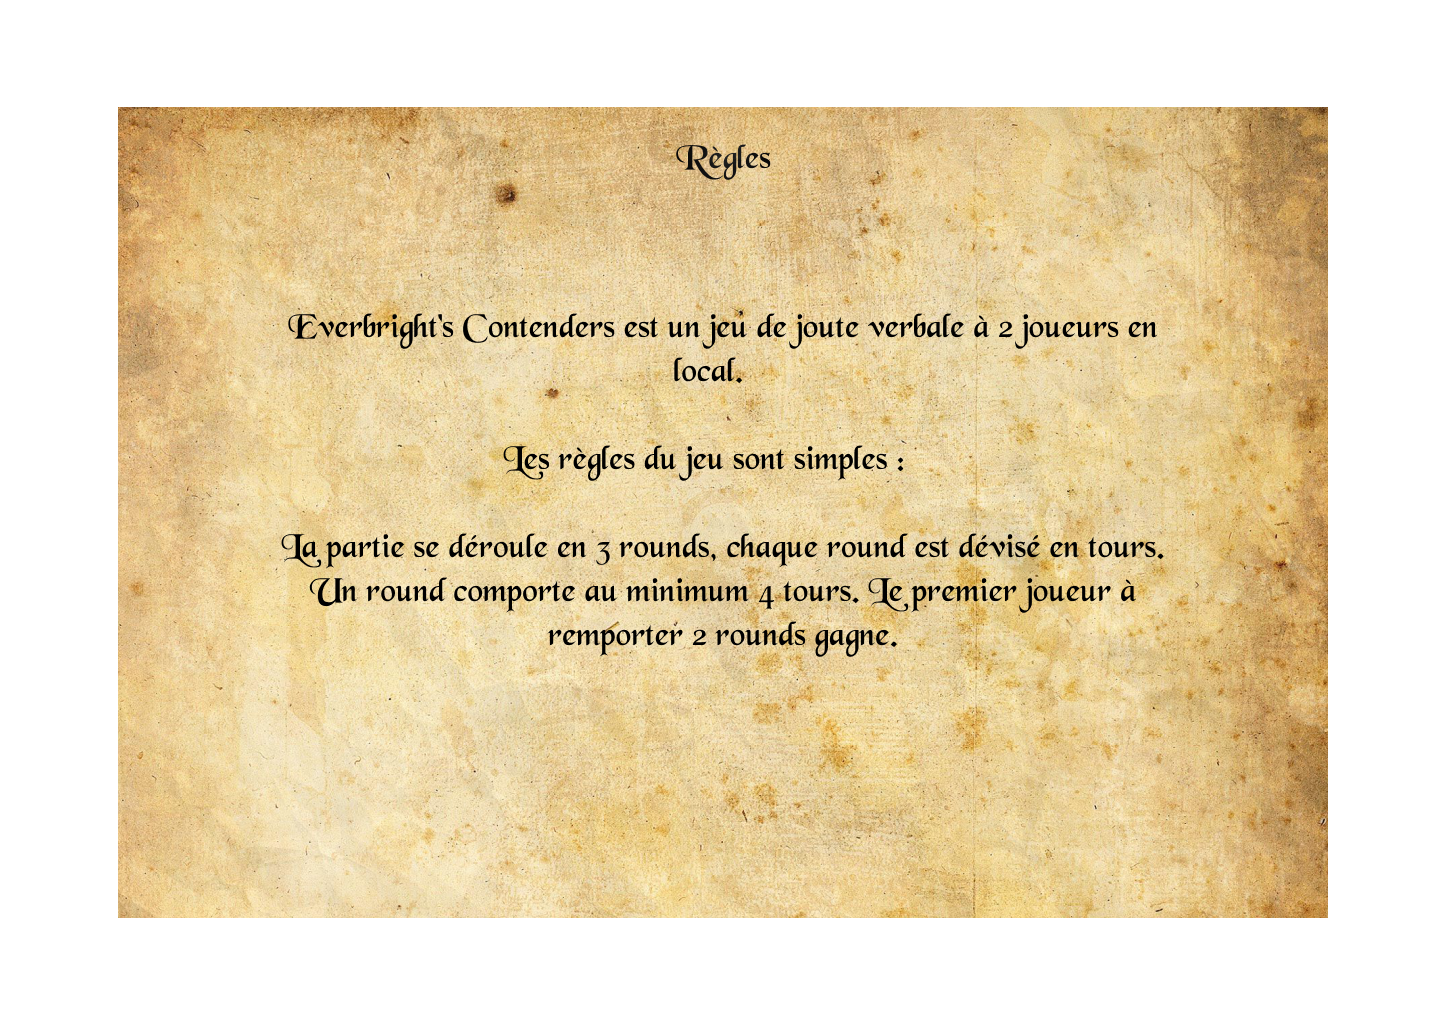 Règles
Everbright's Contenders est un jeu de joute verbale à 2 joueurs en
local.
Les règles du jeu sont simples :
La partie se déroule en 3 rounds, chaque round est dévisé en tours.
Un round comporte au minimum 4 tours. Le premier joueur à
remporter 2 rounds gagne.